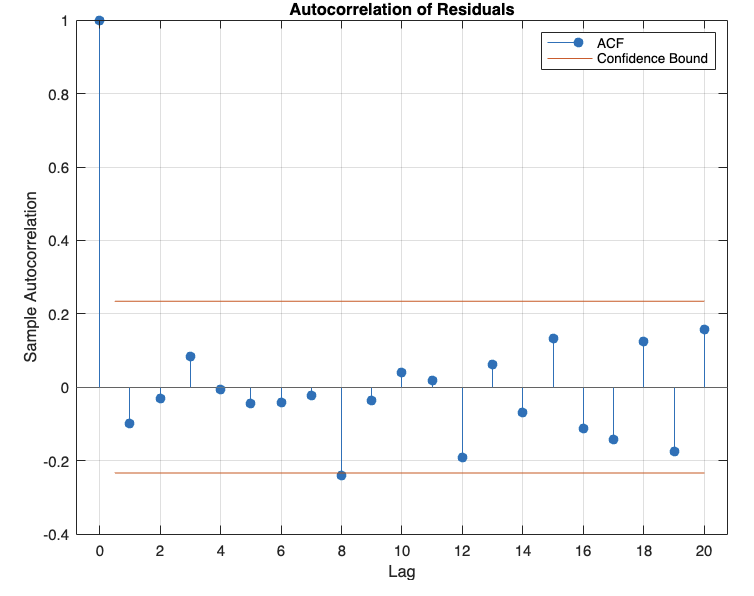 Autocorrelation of Residuals
ACF
Confidence Bound
1
0.8
0.6
0.4
0.2
0
-0.2
-0.4
Sample Autocorrelation
0 2 4 6 8 10 12 14 16 18 20
Lag